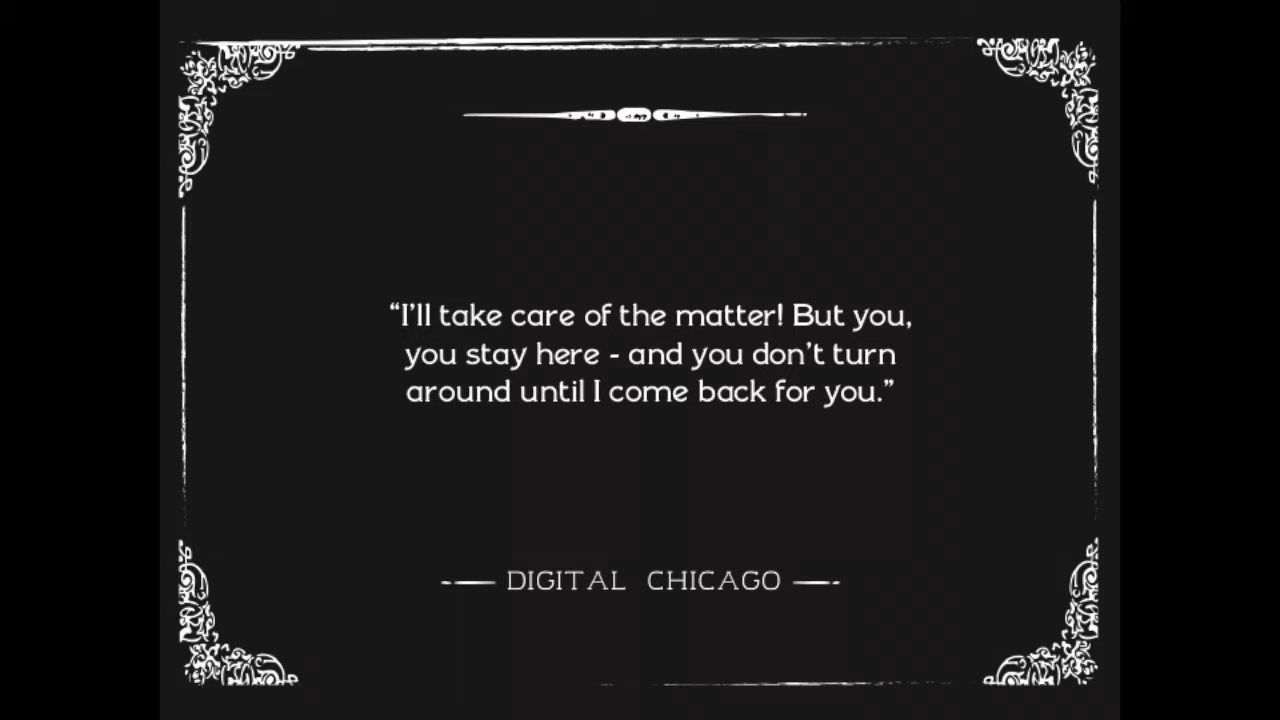 “I’ll take care of the matter! But you,
you stay here - and you don’t turn
around until I come back for you.”
DIGITAL CHICAGO